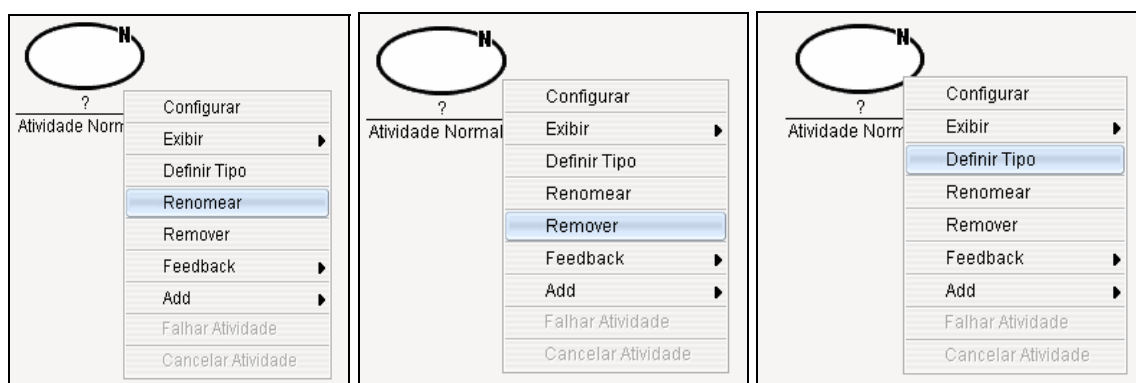 N
?
Atividade Norm
Configurar
Exibir
Definir Tipo
Renomear
Remover
Feedback
Add
Falhar Atividade
Cancelar Atividade
N
?
Atividade Normal
Configurar
Exibir
Definir Tipo
Renomear
Remover
Feedback
Add
Falhar Atividade
Cancelar Atividade
N
?
Atividade Norm
Configurar
Exibir
Definir Tipo
Renomear
Remover
Feedback
Add
Falhar Atividade
Cancelar Atividade